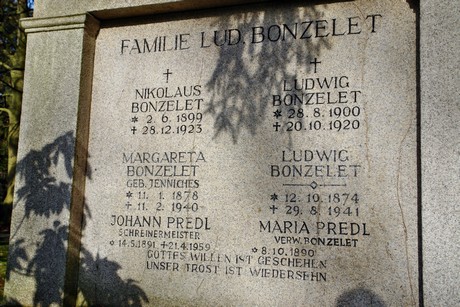 FAMILIE LUD. BONZELET
✝
NIKOLAUS
BONZELET
* 2. 6. 1899
✝ 28. 12. 1923
✝
LUDWIG
BONZELET
* 28. 8. 1900
✝ 20. 10. 1920
MARGARETA
BONZELET
GEB. JENNICHES
* 11. 1. 1878
✝ 11. 2. 1940
LUDWIG
BONZELET
* 12. 10. 1874
✝ 29. 8. 1941
JOHANN PREDL
SCHREINERMEISTER
* 14.5.1891 ✝ 21.4.1959
MARIA PREDL
VERW. BONZELET
* 8.10.1890
GOTTES WILLEN IST GESCHEHEN
UNSER TROST IST WIEDERSEHN